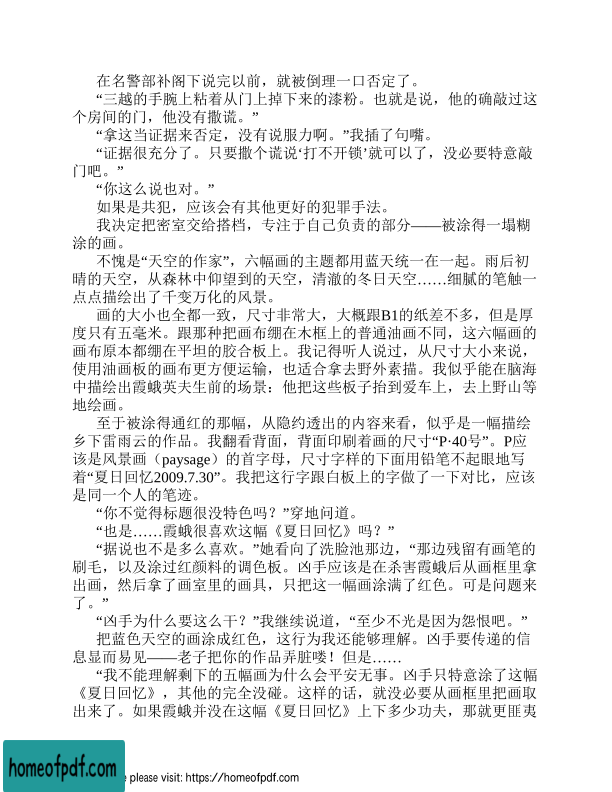 在名警部补阁下说完以前，就被倒理一口否定了。
“三越的手腕上粘着从门上掉下来的漆粉。也就是说，他的确敲过这
个房间的门，他没有撒谎。”
“拿这当证据来否定，没有说服力啊。”我插了句嘴。
“证据很充分了。只要撒个谎说‘打不开锁’就可以了，没必要特意敲
门吧。”
“你这么说也对。”
如果是共犯，应该会有其他更好的犯罪手法。
我决定把密室交给搭档，专注于自己负责的部分——被涂得一塌糊
涂的画。
不愧是“天空的作家”，六幅画的主题都用蓝天统一在一起。雨后初
晴的天空，从森林中仰望到的天空，清澈的冬日天空……细腻的笔触一
点点描绘出了千变万化的风景。
画的大小也全都一致，尺寸非常大，大概跟B1的纸差不多，但是厚
度只有五毫米。跟那种把画布绷在木框上的普通油画不同，这六幅画的
画布原本都绷在平坦的胶合板上。我记得听人说过，从尺寸大小来说，
使用油画板的画布更方便运输，也适合拿去野外素描。我似乎能在脑海
中描绘出霞峨英夫生前的场景：他把这些板子抬到爱车上，去上野山等
地绘画。
至于被涂得通红的那幅，从隐约透出的内容来看，似乎是一幅描绘
乡下雷雨云的作品。我翻看背面，背面印刷着画的尺寸“P·40号”。P应
该是风景画（paysage）的首字母，尺寸字样的下面用铅笔不起眼地写
着“夏日回忆2009.7.30”。我把这行字跟白板上的字做了一下对比，应该
是同一个人的笔迹。
“你不觉得标题很没特色吗？”穿地问道。
“也是……霞峨很喜欢这幅《夏日回忆》吗？”
“据说也不是多么喜欢。”她看向了洗脸池那边，“那边残留有画笔的
刷毛，以及涂过红颜料的调色板。凶手应该是在杀害霞峨后从画框里拿
出画，然后拿了画室里的画具，只把这一幅画涂满了红色。可是问题来
了。”
“凶手为什么要这么干？”我继续说道，“至少不光是因为怨恨吧。”
把蓝色天空的画涂成红色，这行为我还能够理解。凶手要传递的信
息显而易见——老子把你的作品弄脏喽！但是……
“我不能理解剩下的五幅画为什么会平安无事。凶手只特意涂了这幅
《夏日回忆》，其他的完全没碰。这样的话，就没必要从画框里把画取
出来了。如果霞峨并没在这幅《夏日回忆》上下多少功夫，那就更匪夷
homeofpdf.com
e please visit: https://homeofpdf.com